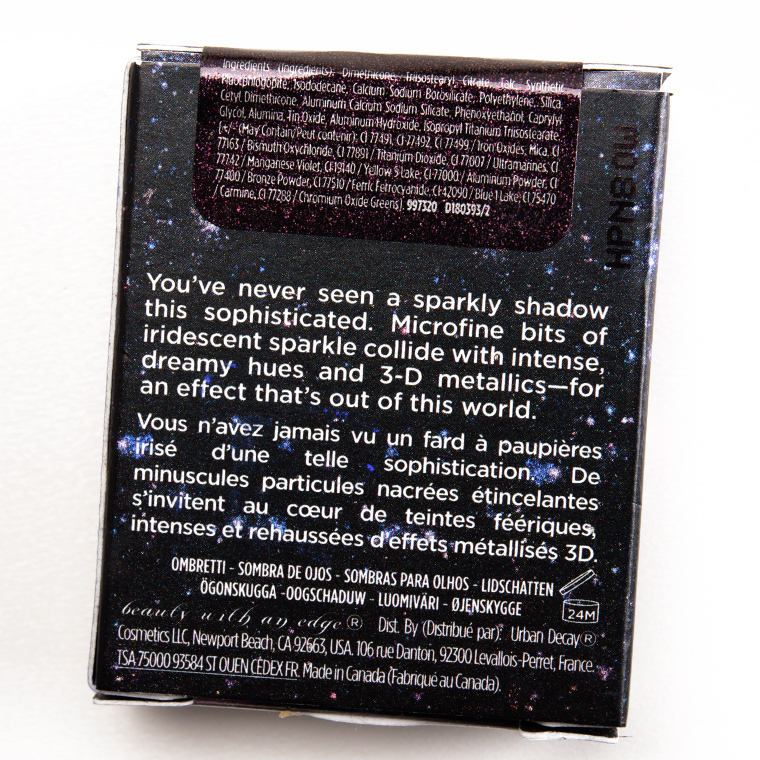 Ingredients (Ingrédients): Dimethicone, Triisostearyl, Citrate, Talc, Synthetic
Fluorphlogopite, Isododecane, Calcium Sodium Borosilicate, Polyethylene, Silica,
Cetyl Dimethicone, Aluminum Calcium Sodium Silicate, Phenoxyethanol, Caprylyl
Glycol, Alumina, Tin Oxide, Aluminum Hydroxide, Isopropyl Titanium Triisostearate,
[+/- (May Contain/Peut contenir): CI 77491, CI 77492, CI 77499 / Iron Oxides, Mica, CI
77163 / Bismuth Oxychloride, CI 77891 / Titanium Dioxide, CI 77007 / Ultramarines, CI
77742 / Manganese Violet, CI 19140 / Yellow 5 Lake, CI 77000 / Aluminum Powder, CI
77400 / Bronze Powder, CI 77510 / Ferric Ferrocyanide, CI 42090 / Blue 1 Lake, CI 75470
/ Carmine, CI 77288 / Chromium Oxide Greens]. 997320 D180393/2
HPN80W
You've never seen a sparkly shadow
this sophisticated. Microfine bits of
iridescent sparkle collide with intense,
dreamy hues and 3-D metallics—for
an effect that's out of this world.
Vous n'avez jamais vu un fard à paupières
irisé d'une telle sophistication. De
minuscules particules nacrées étincelantes
s'invitent au cœur de teintes féériques,
intenses et rehaussées d'effets métallisés 3D.
OMBRETTI - SOMBRA DE OJOS - SOMBRAS PARA OLHOS - LIDSCHATTEN
ÖGONSKUGGA -OOGSCHADUW - LUOMIVÄRI - ØJENSKYGGE
24M
beauty with an edge® Dist. By (Distribué par): Urban Decay®
Cosmetics LLC, Newport Beach, CA 92663, USA. 106 rue Danton, 92300 Levallois-Perret, France.
TSA 75000 93584 ST OUEN CÉDEX FR. Made in Canada (Fabriqué au Canada).